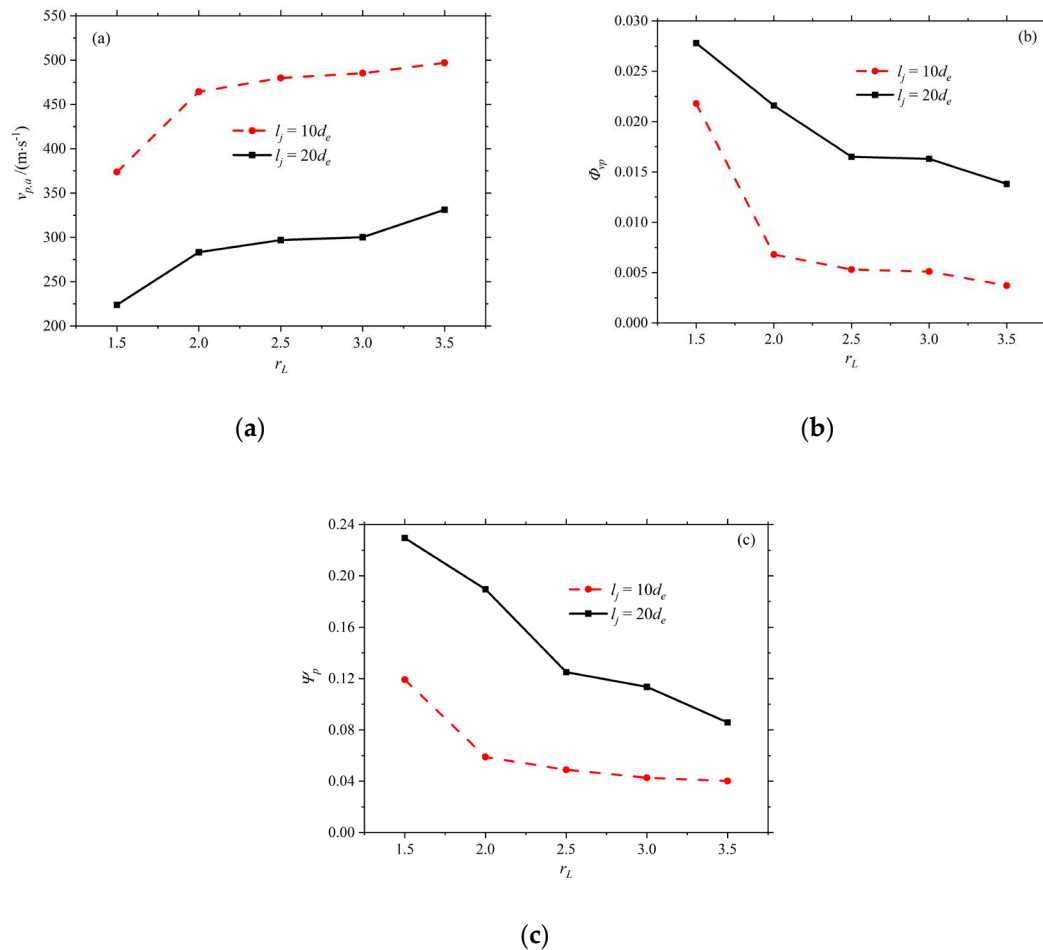 (a)
550
500
450
400
350
300
250
200
v_{p,a} /(m·s^{-1})
l_j = 10d_e
l_j = 20d_e
1.5 2.0 2.5 3.0 3.5
r_L
(a)
(b)
0.030
0.025
0.020
0.015
0.010
0.005
0.000
Φ_{vp}
l_j = 10d_e
l_j = 20d_e
1.5 2.0 2.5 3.0 3.5
r_L
(b)
(c)
0.24
0.20
0.16
0.12
0.08
0.04
0.00
Ψ_p
l_j = 10d_e
l_j = 20d_e
1.5 2.0 2.5 3.0 3.5
r_L
(c)